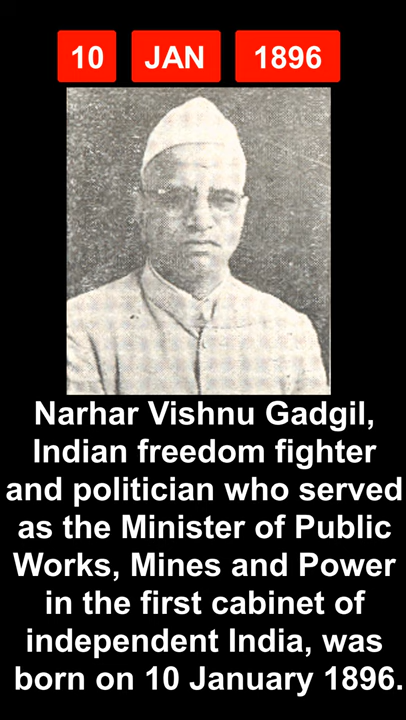 10 JAN 1896
Narhar Vishnu Gadgil,
Indian freedom fighter
and politician who served
as the Minister of Public
Works, Mines and Power
in the first cabinet of
independent India, was
born on 10 January 1896.